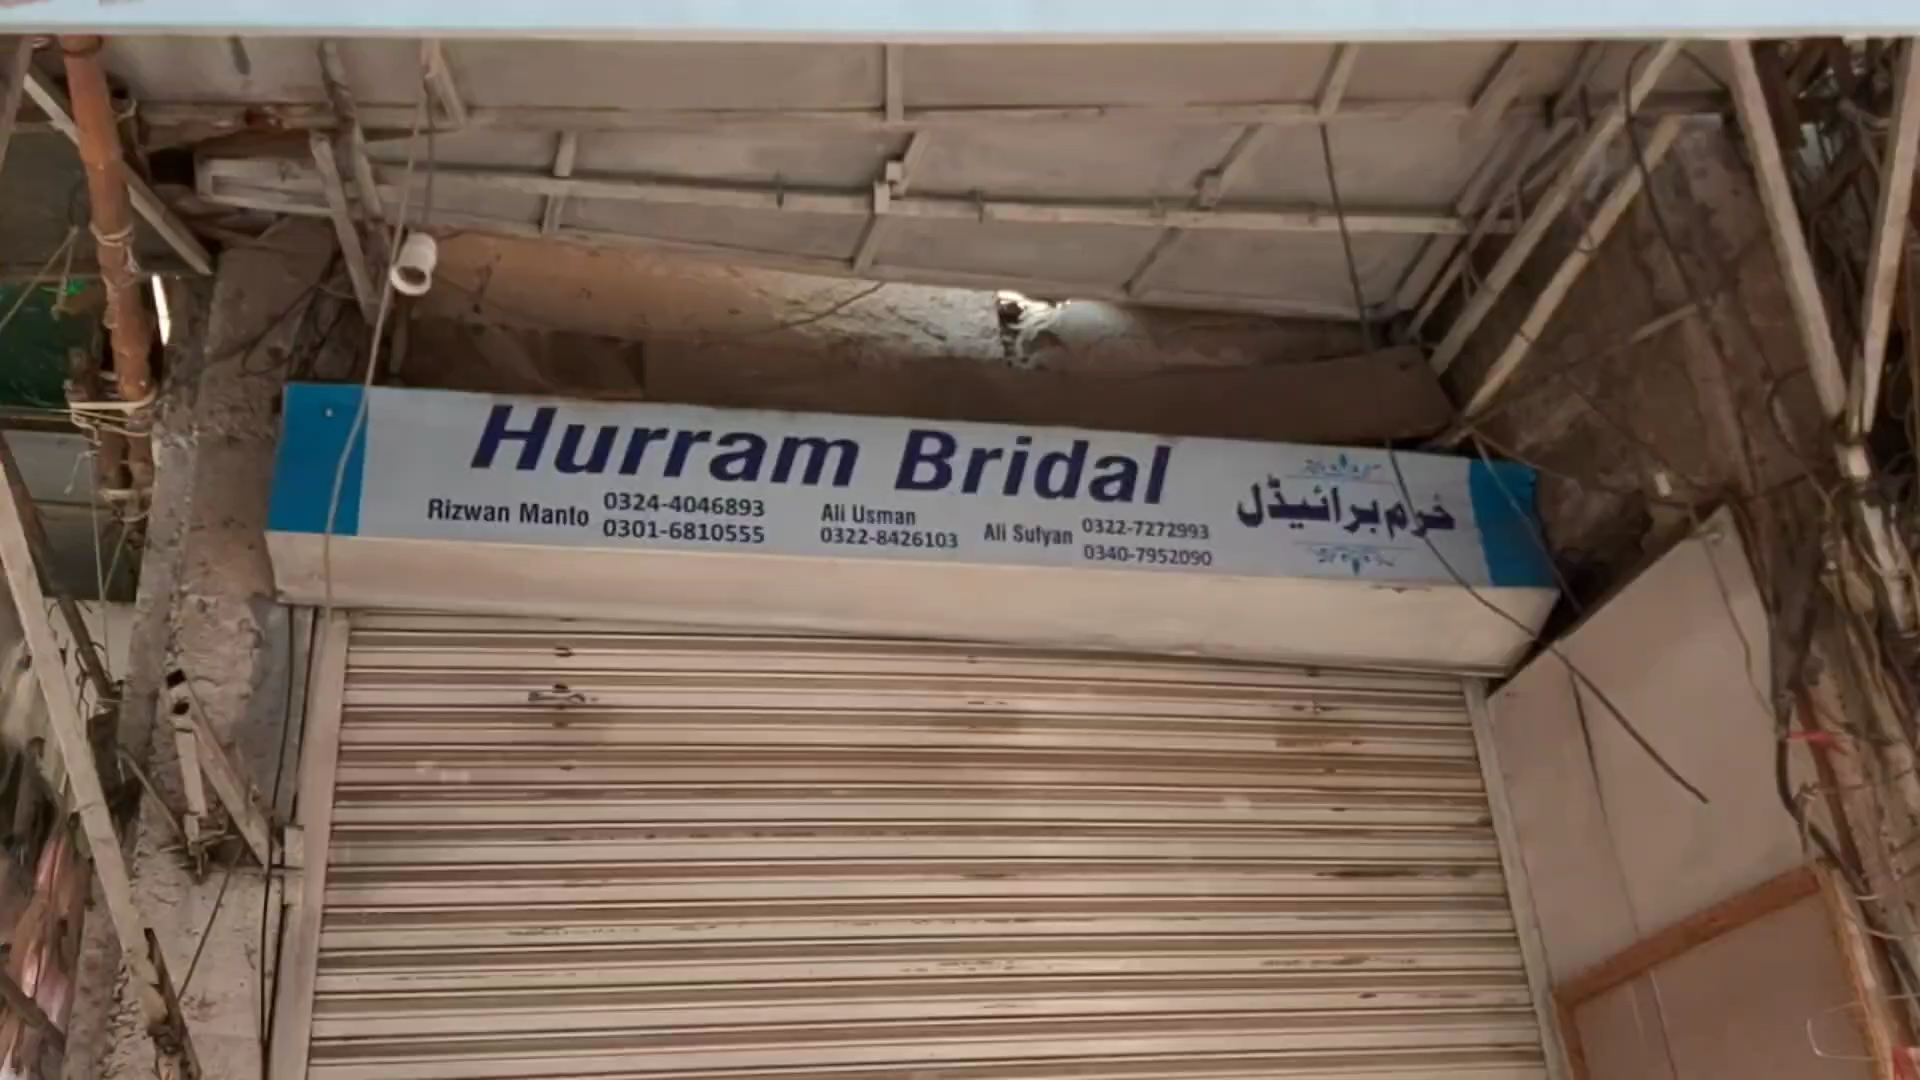 Hurram Bridal
Rizwan Manto
0324-4046893
0301-6810555
Ali Usman
0322-8426103
Ali Sufyan
0322-7272993
0340-7952090
خرم برائیڈل